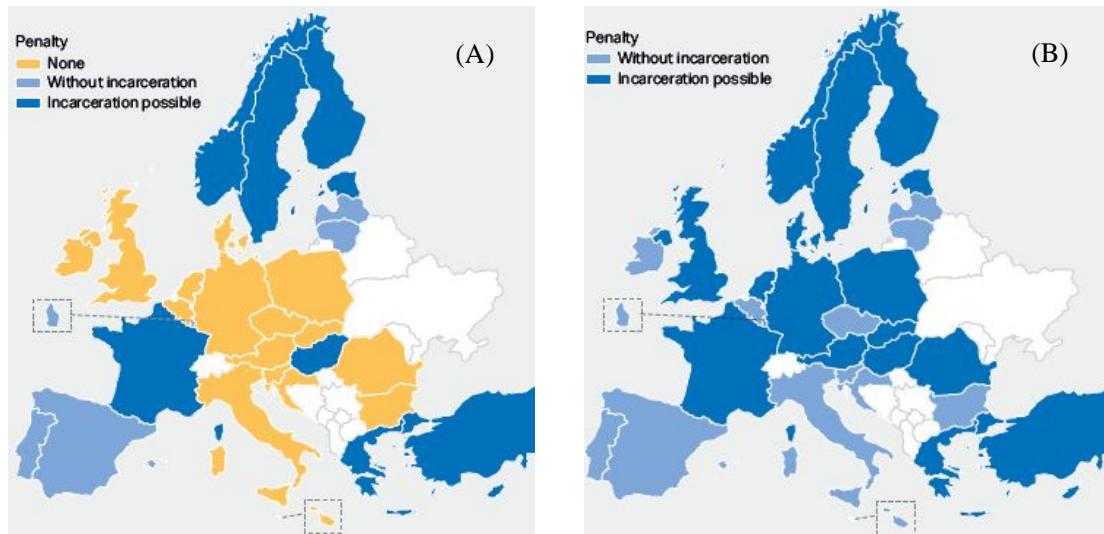 Penalty
None
Without incarceration
Incarceration possible
(A)
Penalty
Without incarceration
Incarceration possible
(B)